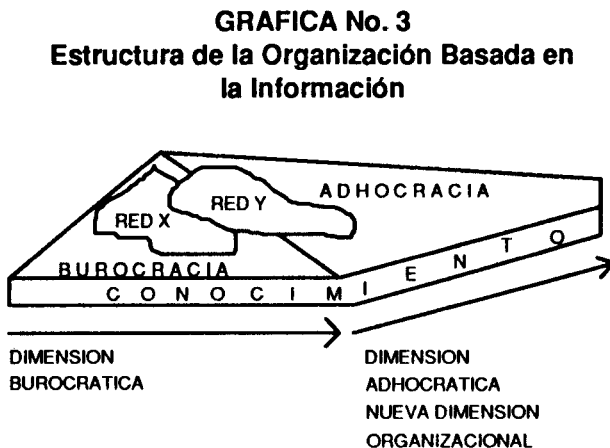 GRAFICA No. 3
Estructura de la Organización Basada en
la Información
ADHOCRACIA
RED X
RED Y
BUROCRACIA
CONOCIMIENTO
DIMENSION
BUROCRATICA
DIMENSION
ADHOCRATICA
NUEVA DIMENSION
ORGANIZACIONAL